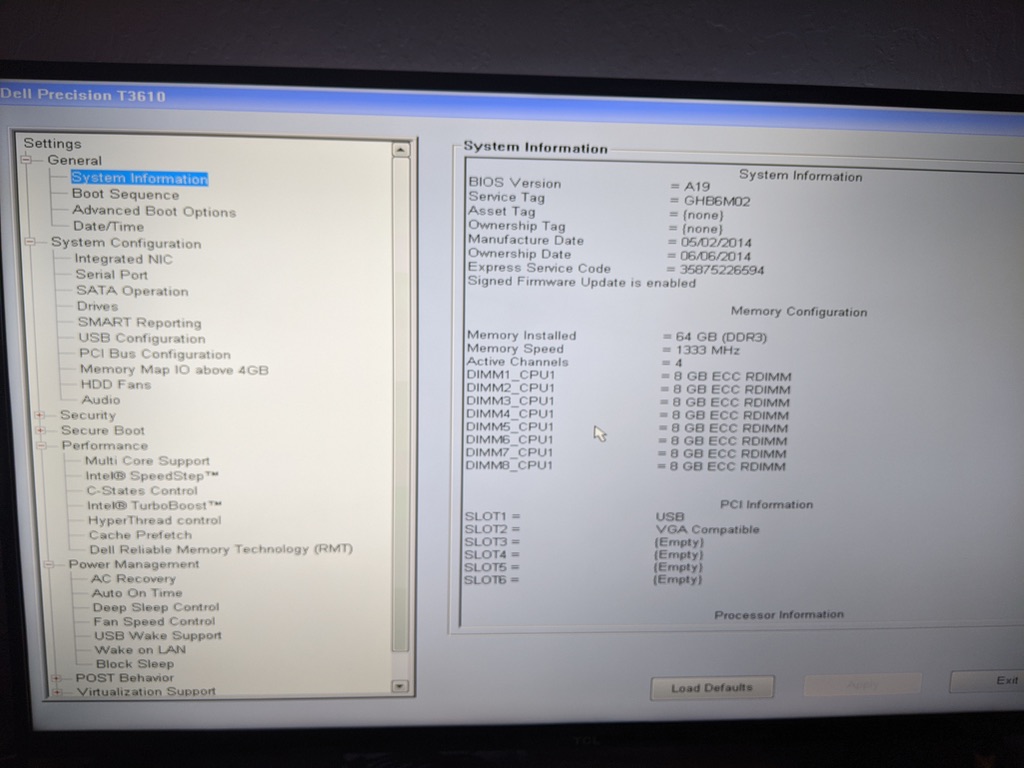 Dell Precision T3610
Settings
General
System Information
Boot Sequence
Advanced Boot Options
Date/Time
System Configuration
Integrated NIC
Serial Port
SATA Operation
Drives
SMART Reporting
USB Configuration
PCI Bus Configuration
Memory Map IO above 4GB
HDD Fans
Audio
Security
Secure Boot
Performance
Multi Core Support
Intel® SpeedStep™
C-States Control
Intel® TurboBoost™
HyperThread control
Cache Prefetch
Dell Reliable Memory Technology (RMT)
Power Management
AC Recovery
Auto On Time
Deep Sleep Control
Fan Speed Control
USB Wake Support
Wake on LAN
Block Sleep
POST Behavior
Virtualization Support
System Information
System Information
BIOS Version = A19
Service Tag = GHB6M02
Asset Tag = (none)
Ownership Tag = (none)
Manufacture Date = 05/02/2014
Ownership Date = 06/06/2014
Express Service Code = 35875226594
Signed Firmware Update is enabled
Memory Configuration
Memory Installed = 64 GB (DDR3)
Memory Speed = 1333 MHz
Active Channels = 4
DIMM1_CPU1 = 8 GB ECC RDIMM
DIMM2_CPU1 = 8 GB ECC RDIMM
DIMM3_CPU1 = 8 GB ECC RDIMM
DIMM4_CPU1 = 8 GB ECC RDIMM
DIMM5_CPU1 = 8 GB ECC RDIMM
DIMM6_CPU1 = 8 GB ECC RDIMM
DIMM7_CPU1 = 8 GB ECC RDIMM
DIMM8_CPU1 = 8 GB ECC RDIMM
PCI Information
SLOT1 = USB
SLOT2 = VGA Compatible
SLOT3 = (Empty)
SLOT4 = (Empty)
SLOT5 = (Empty)
SLOT6 = (Empty)
Processor Information
Load Defaults
Exit
TCL